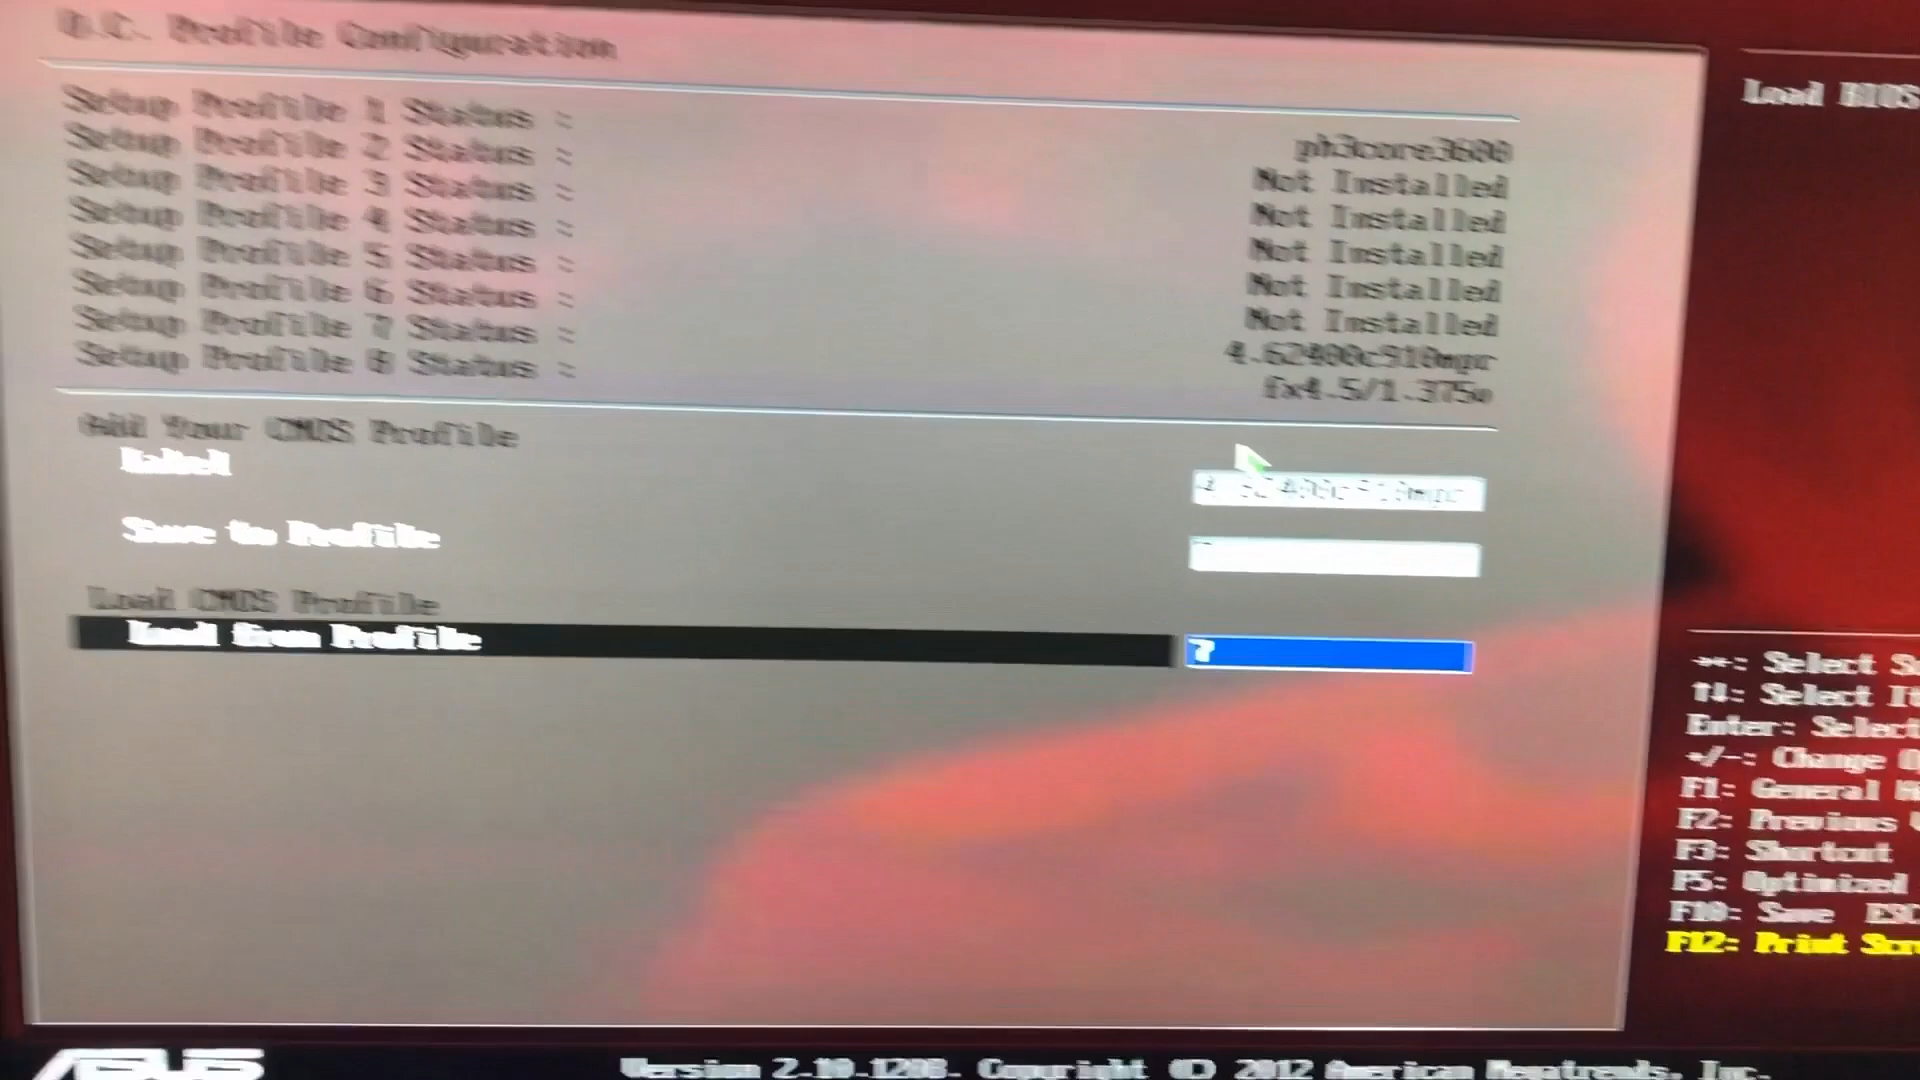 O.C. Profile Configuration
Setup Profile 1 Status : ph3core3600
Setup Profile 2 Status : Not Installed
Setup Profile 3 Status : Not Installed
Setup Profile 4 Status : Not Installed
Setup Profile 5 Status : Not Installed
Setup Profile 6 Status : Not Installed
Setup Profile 7 Status : 4.62400c910mpr
Setup Profile 8 Status : fx4.5/1.375v
Add Your CMOS Profile
Label 4.62400c910mpr
Save to Profile
Load CMOS Profile
Load from Profile 7
Load BIOS
→←: Select
↑↓: Select
Enter: Select
+/-: Change
F1: General
F2: Previous
F3: Shortcut
F5: Optimized
F10: Save ESC
F12: Print
ASUS
Version 2.10.1208. Copyright (C) 2012 American Megatrends, Inc.